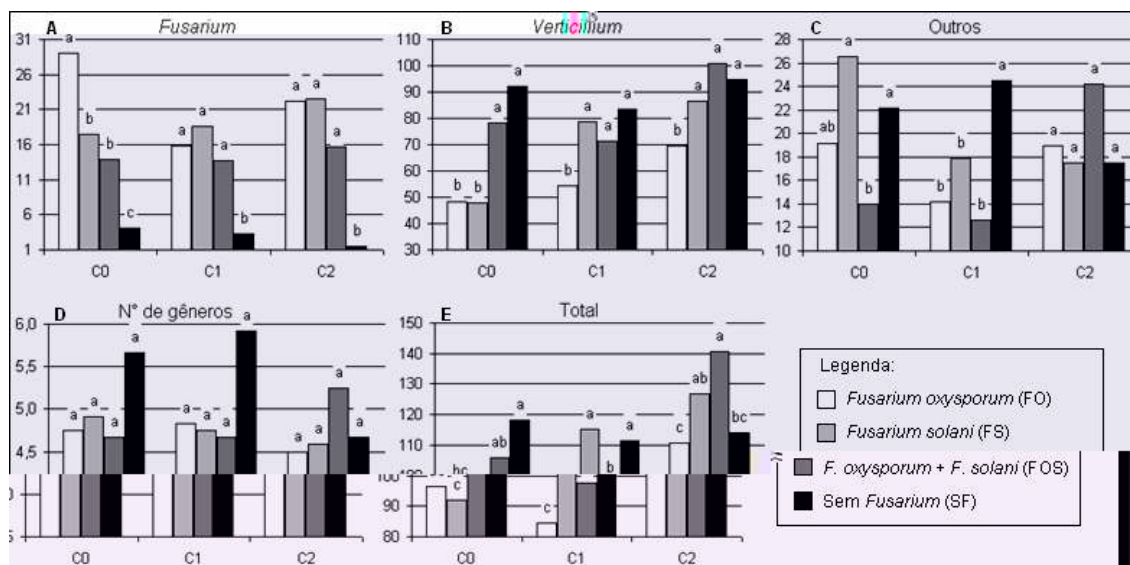 A Fusarium
31
26
21
16
11
6
1
a
b
b
c
a
a
a
b
a
a
a
b
C0 C1 C2
B Verticillium
110
100
90
80
70
60
50
40
30
b
b
a
a
b
a
a
a
b
a
a
a
C0 C1 C2
C Outros
28
26
24
22
20
18
16
14
12
10
ab
a
b
a
b
b
b
a
a
a
a
a
C0 C1 C2
D N° de gêneros
6,0
5,5
5,0
4,5
a
a
a
a
a
a
a
a
a
a
a
a
C0 C1 C2
E Total
150
140
130
120
110
100
90
80
bc
c
ab
a
c
a
b
a
c
ab
a
bc
C0 C1 C2
Legenda:
Fusarium oxysporum (FO)
Fusarium solani (FS)
F. oxysporum + F. solani (FOS)
Sem Fusarium (SF)